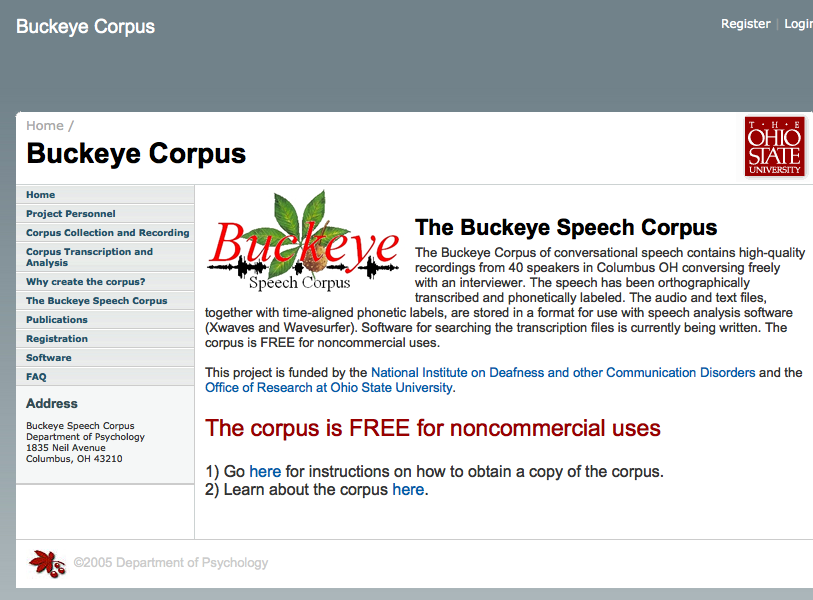 Buckeye Corpus
Register | Login
Home /
Buckeye Corpus
T · H · E
OHIO
STATE
UNIVERSITY
Home
Project Personnel
Corpus Collection and Recording
Corpus Transcription and
Analysis
Why create the corpus?
The Buckeye Speech Corpus
Publications
Registration
Software
FAQ
Address
Buckeye Speech Corpus
Department of Psychology
1835 Neil Avenue
Columbus, OH 43210
Buckeye
Speech Corpus
The Buckeye Speech Corpus
The Buckeye Corpus of conversational speech contains high-quality
recordings from 40 speakers in Columbus OH conversing freely
with an interviewer. The speech has been orthographically
transcribed and phonetically labeled. The audio and text files,
together with time-aligned phonetic labels, are stored in a format for use with speech analysis software
(Xwaves and Wavesurfer). Software for searching the transcription files is currently being written. The
corpus is FREE for noncommercial uses.
This project is funded by the National Institute on Deafness and other Communication Disorders and the
Office of Research at Ohio State University.
The corpus is FREE for noncommercial uses
1) Go here for instructions on how to obtain a copy of the corpus.
2) Learn about the corpus here.
©2005 Department of Psychology